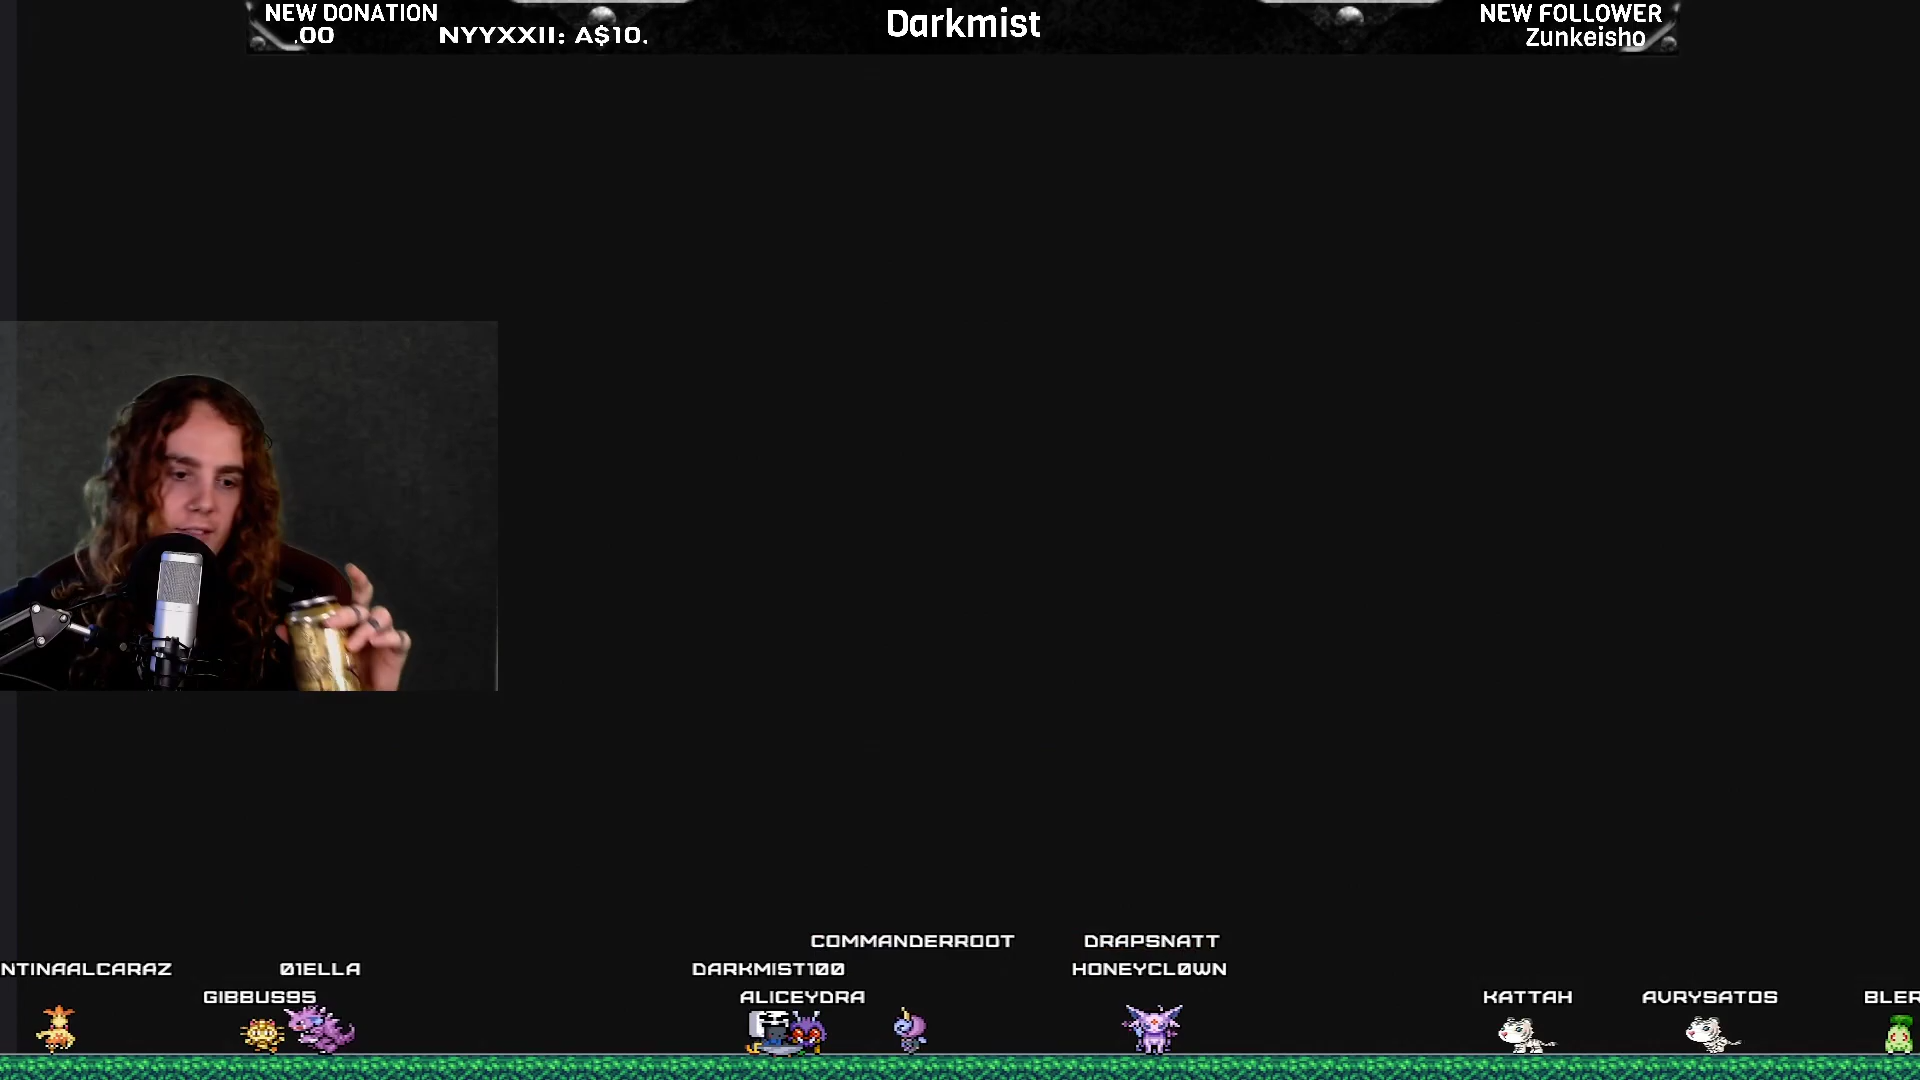 NEW DONATION
.00 NYYXXII: A$10.
Darkmist
NEW FOLLOWER
Zunkeisho
COMMANDERROOT
DRAPSNATT
NTINAALCARAZ
01ELLA
DARKMIST100
HONEYCL0WN
GIBBUS95
ALICEYDRA
KATTAH
AVRYSATOS
BLER